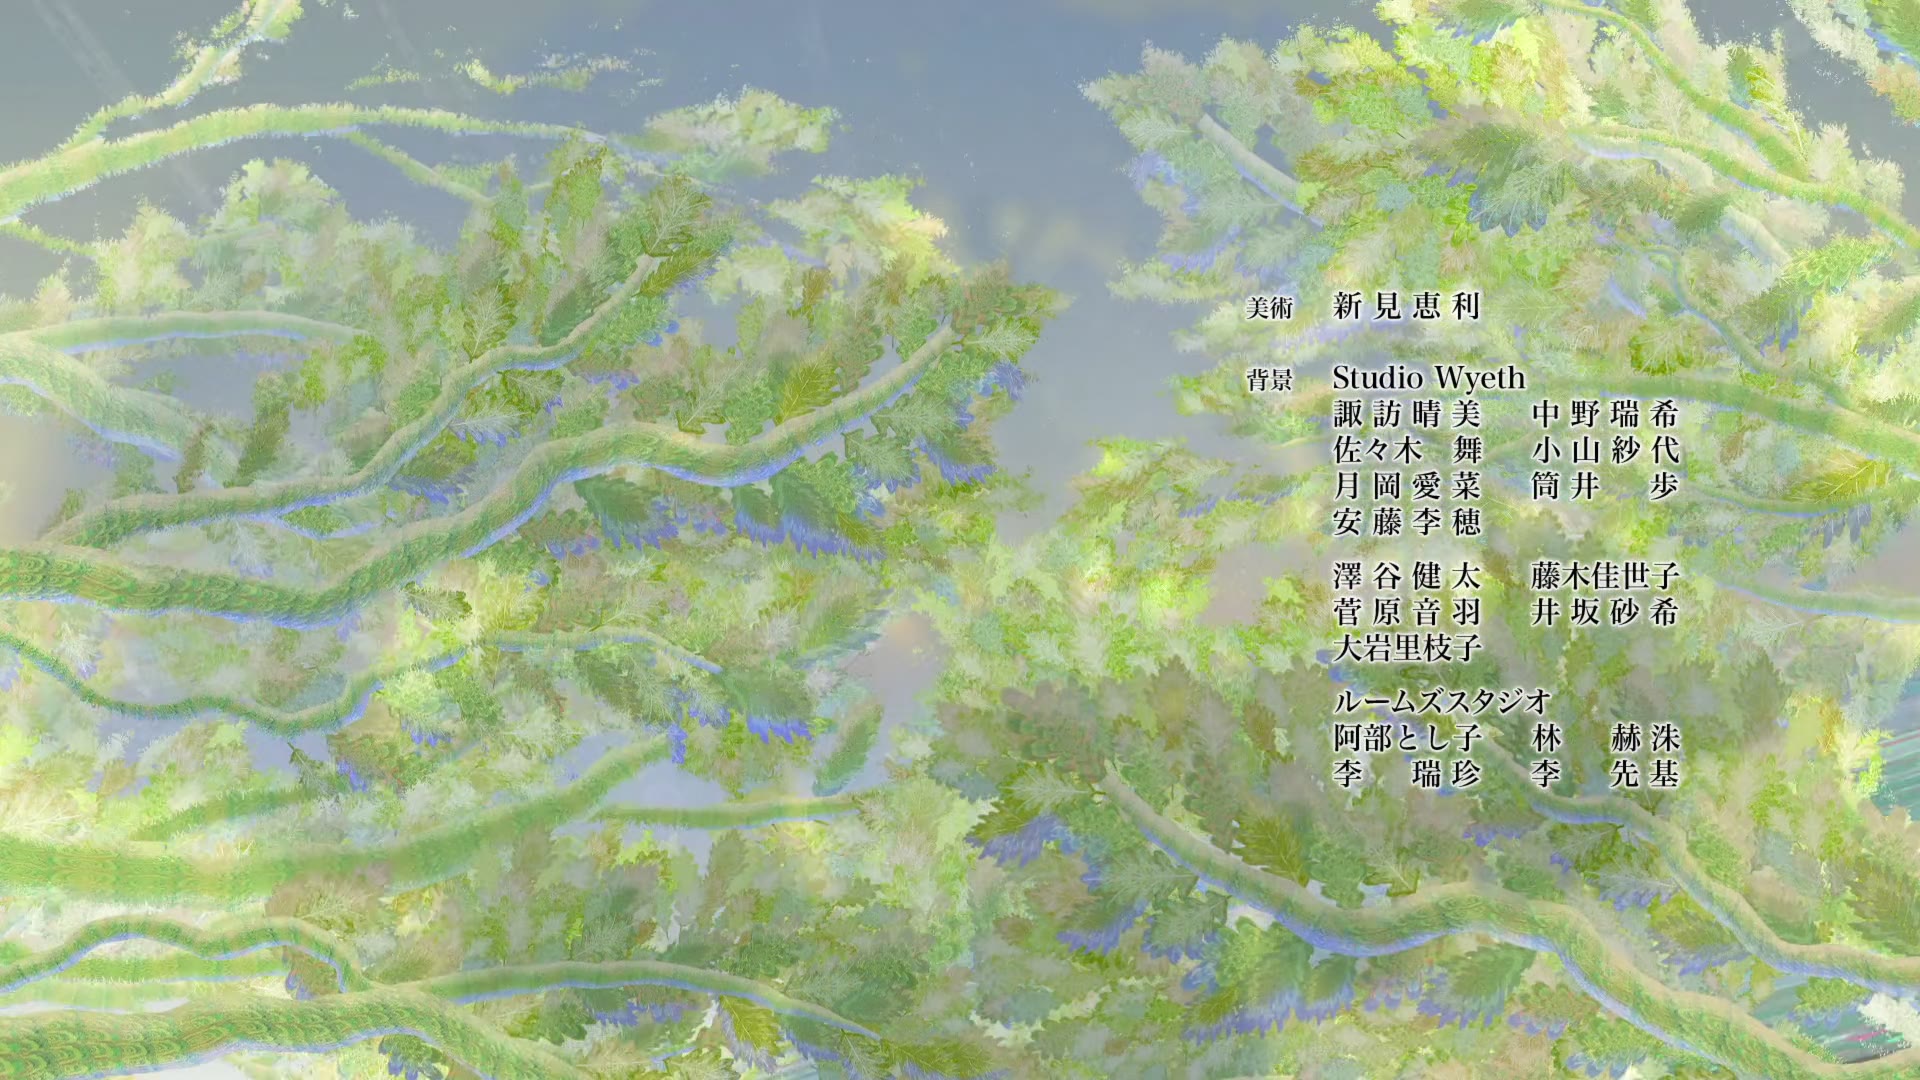 美術 新見恵利
背景 Studio Wyeth
諏訪晴美 中野瑞希
佐々木 舞 小山紗代
月岡愛菜 筒井 歩
安藤李穂
澤谷健太 藤木佳世子
菅原音羽 井坂砂希
大岩里枝子
ルームズスタジオ
阿部とし子 林 赫洙
李 瑞珍 李 先基